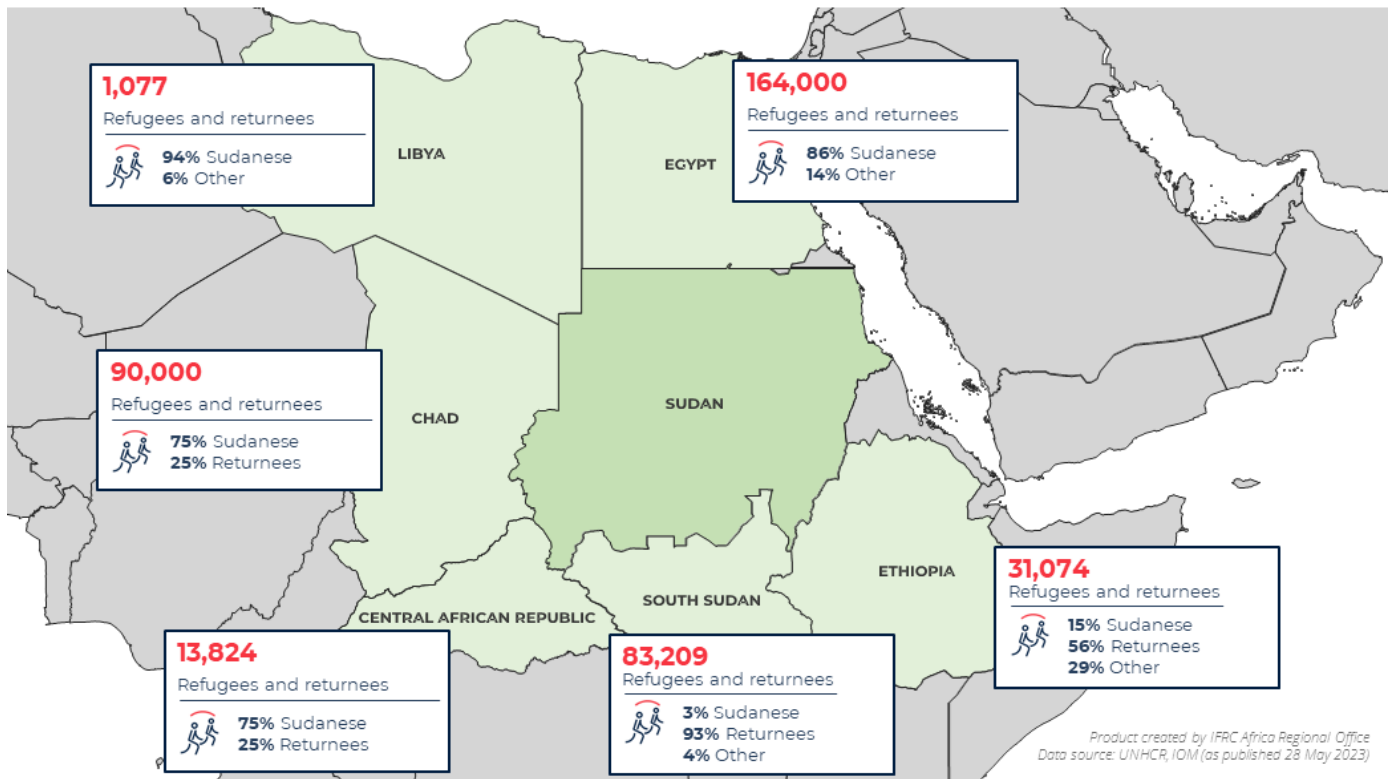 1,077
Refugees and returnees
94% Sudanese
6% Other
LIBYA
EGYPT
164,000
Refugees and returnees
86% Sudanese
14% Other
90,000
Refugees and returnees
75% Sudanese
25% Returnees
CHAD
SUDAN
ETHIOPIA
31,074
Refugees and returnees
15% Sudanese
56% Returnees
29% Other
CENTRAL AFRICAN REPUBLIC
SOUTH SUDAN
13,824
Refugees and returnees
75% Sudanese
25% Returnees
83,209
Refugees and returnees
3% Sudanese
93% Returnees
4% Other
Product created by IFRC Africa Regional Office
Data source: UNHCR, IOM (as published 28 May 2023)